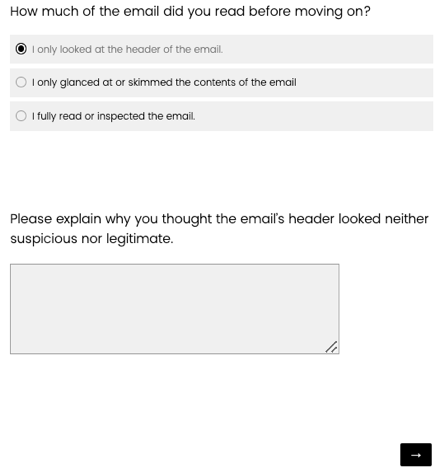 How much of the email did you read before moving on?
I only looked at the header of the email.
I only glanced at or skimmed the contents of the email
I fully read or inspected the email.
Please explain why you thought the email's header looked neither
suspicious nor legitimate.
→